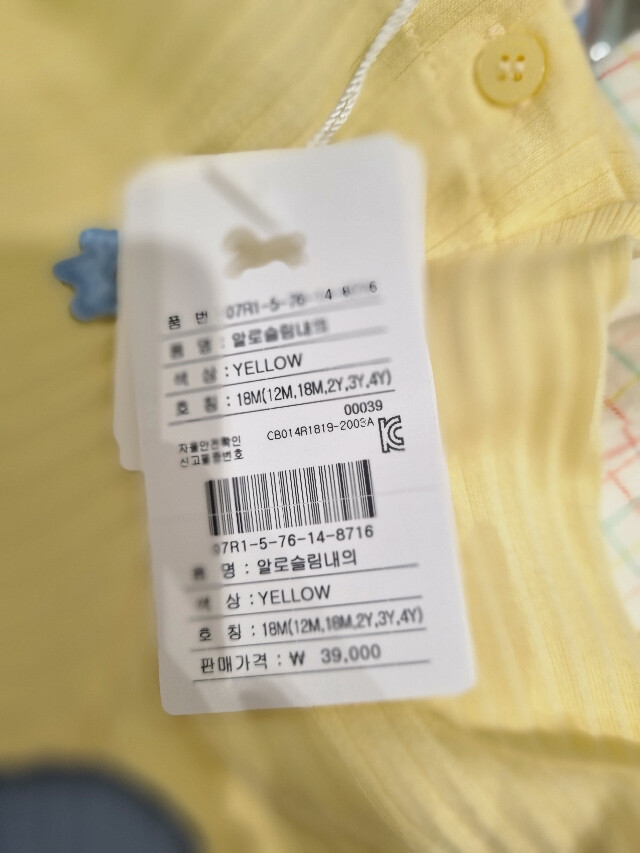 품 번 : 07R1-5-76
품 명 : 알로슬림내의
색 상 : YELLOW
호 칭 : 18M(12M,18M,2Y,3Y,4Y)
00039
자율안전확인 CB014R1819-2003A
신고필증번호
07R1-5-76-14-8716
품 명 : 알로슬림내의
색 상 : YELLOW
호 칭 : 18M(12M,18M,2Y,3Y,4Y)
판매가격 : ₩ 39,000